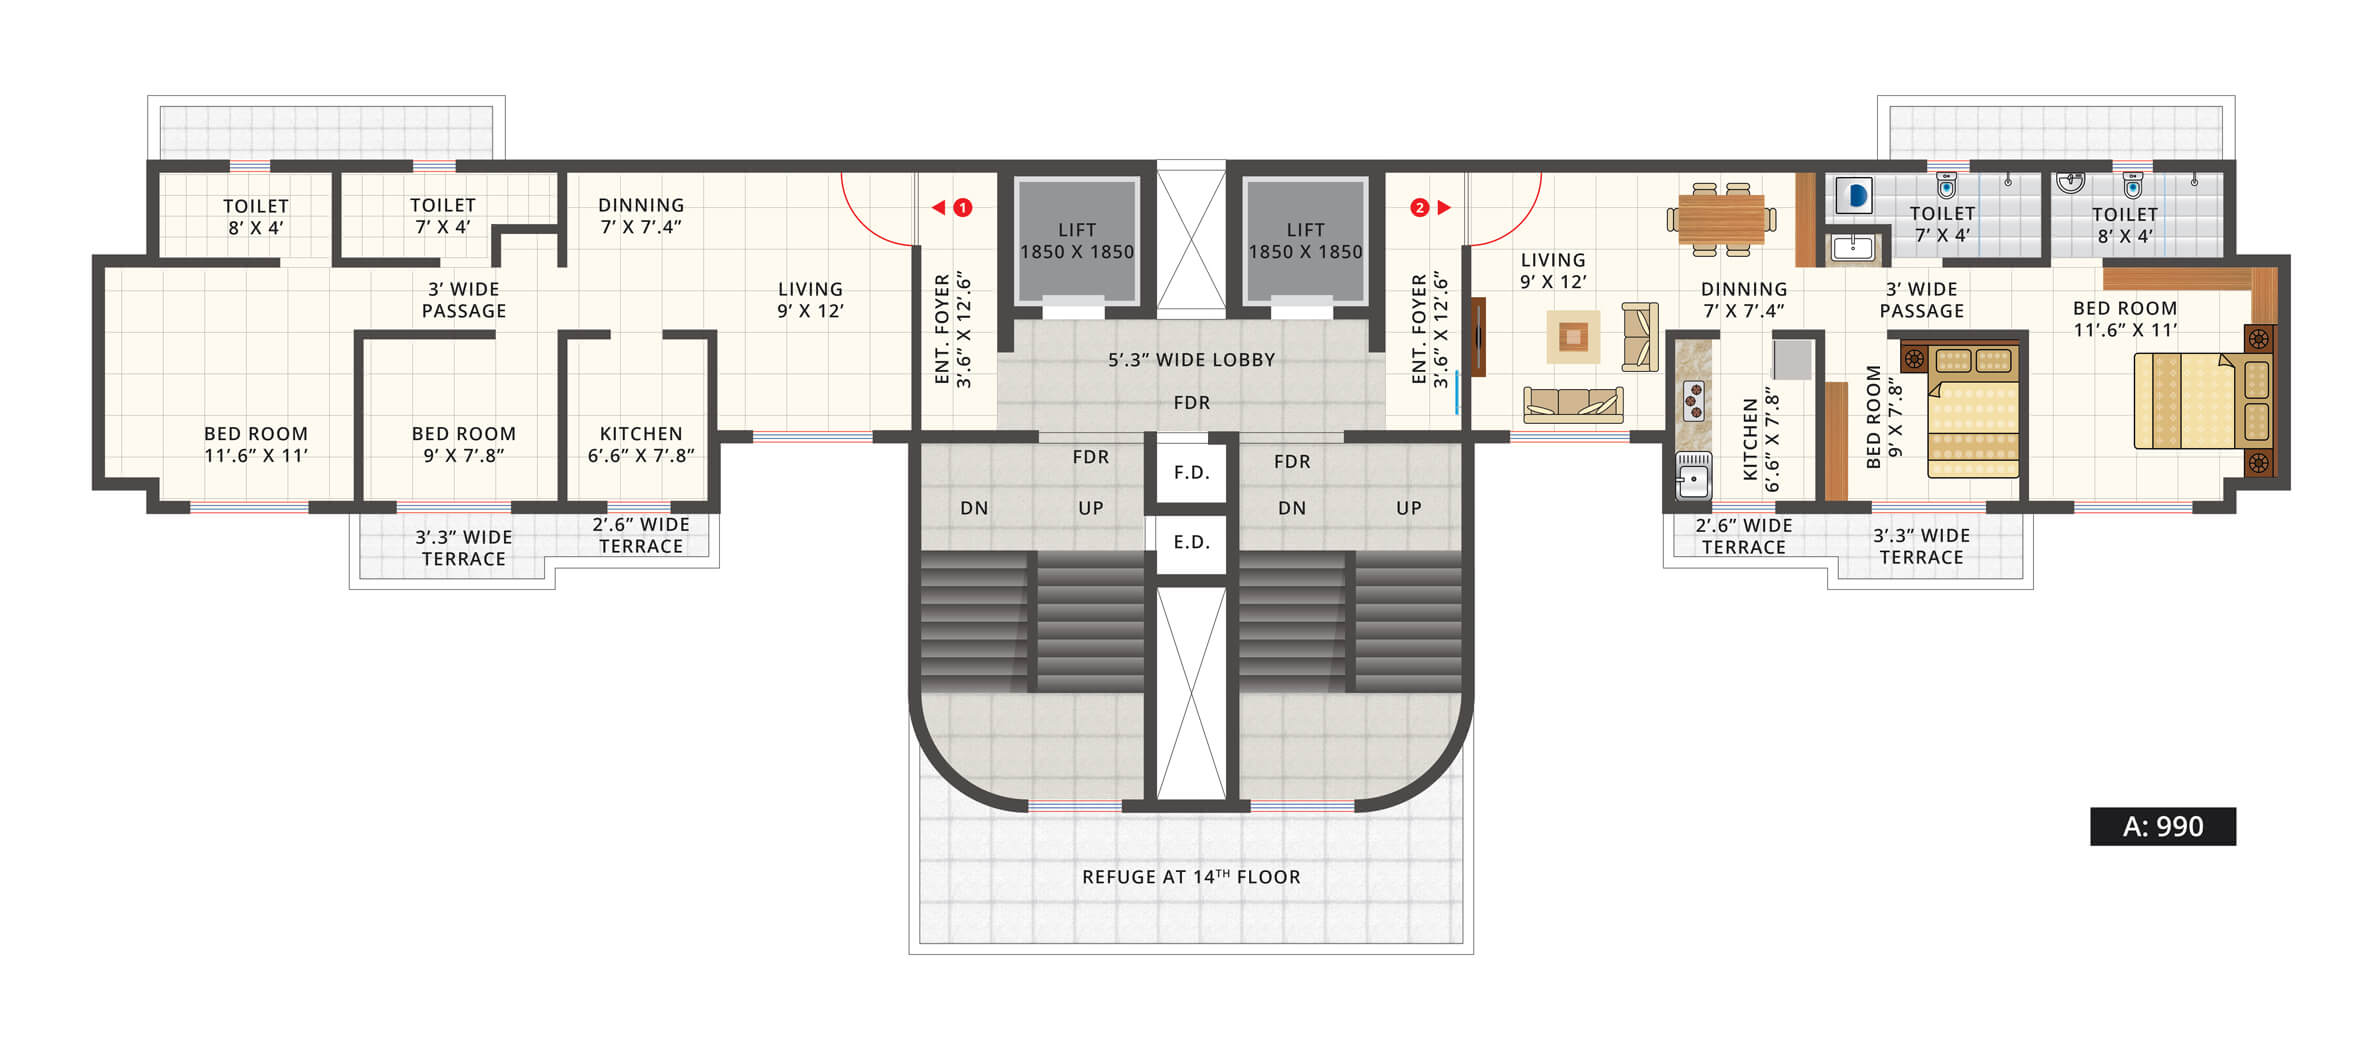 TOILET
8’ X 4’
TOILET
7’ X 4’
DINNING
7’ X 7’.4”
3’ WIDE
PASSAGE
LIVING
9’ X 12’
BED ROOM
11’.6” X 11’
BED ROOM
9’ X 7’.8”
KITCHEN
6’.6” X 7’.8”
3’.3” WIDE
TERRACE
2’.6” WIDE
TERRACE
1
ENT. FOYER
3’.6” X 12’.6”
LIFT
1850 X 1850
LIFT
1850 X 1850
5’.3” WIDE LOBBY
FDR
FDR
FDR
F.D.
E.D.
DN
UP
DN
UP
REFUGE AT 14TH FLOOR
2
ENT. FOYER
3’.6” X 12’.6”
LIVING
9’ X 12’
DINNING
7’ X 7’.4”
TOILET
7’ X 4’
TOILET
8’ X 4’
3’ WIDE
PASSAGE
BED ROOM
11’.6” X 11’
KITCHEN
6’.6” X 7’.8”
BED ROOM
9’ X 7’.8”
2’.6” WIDE
TERRACE
3’.3” WIDE
TERRACE
A: 990